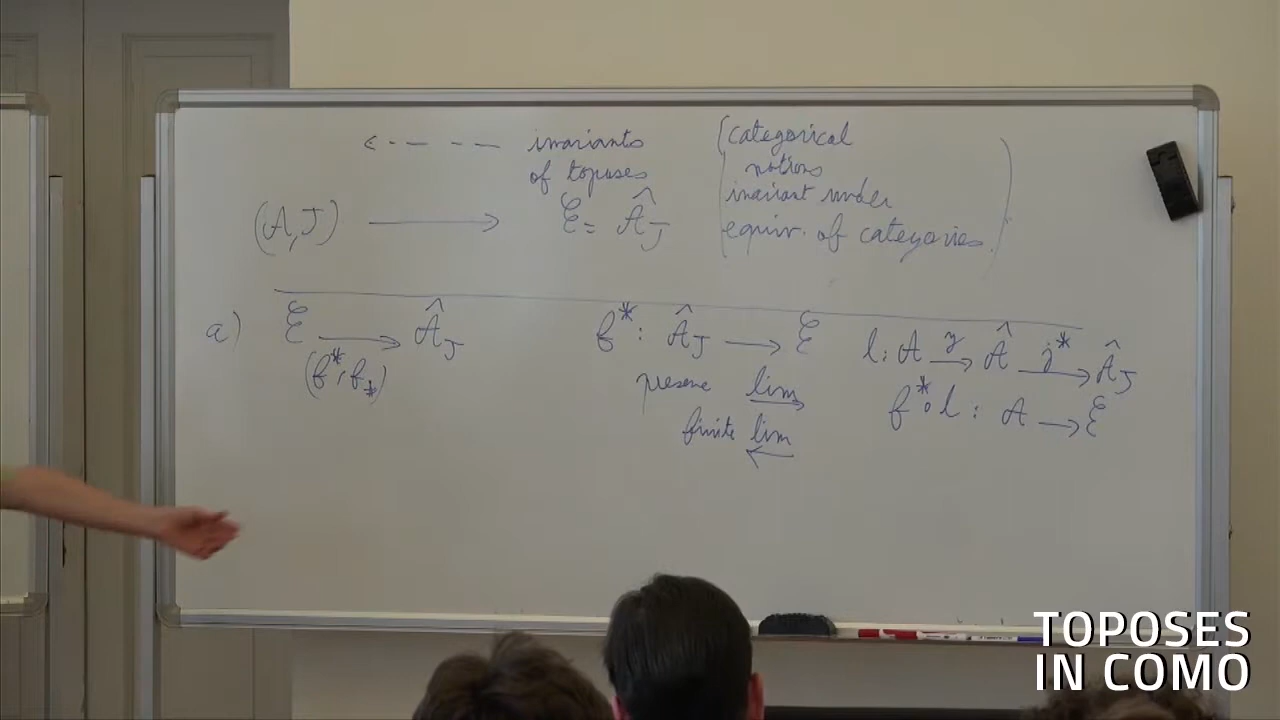 <- - - - invariants
of toposes
(categorical
notions
invariant under
equiv. of categories.)
(𝒜, J) ⟶ ℰ = 𝒜̂_J
a) ℰ ⟶ 𝒜̂_J
(f*, f_*)
f* : 𝒜̂_J ⟶ ℰ
preserve lim
⟶
finite lim
⟵
l : 𝒜 ⟶^y 𝒜̂ ⟶^{j*} 𝒜̂_J
f* ∘ l : 𝒜 ⟶ ℰ
TOPOSES
IN COMO